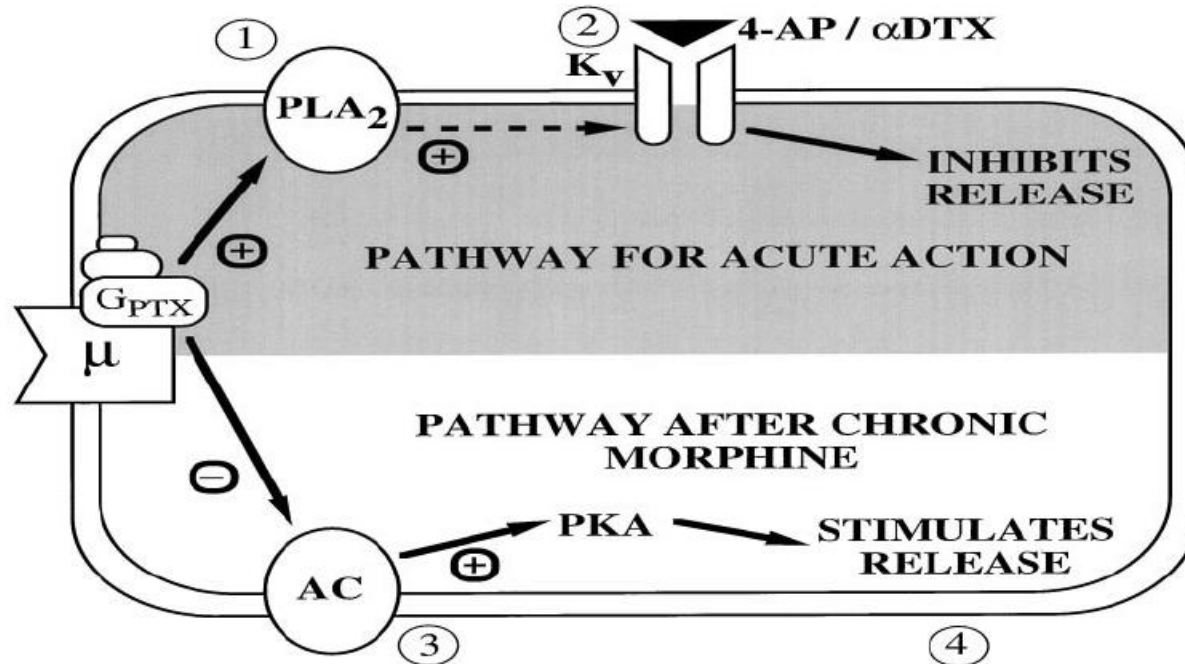 1
2
4-AP / αDTX
Kv
PLA2
+
INHIBITS
RELEASE
+
PATHWAY FOR ACUTE ACTION
GPTX
μ
PATHWAY AFTER CHRONIC
MORPHINE
−
PKA
STIMULATES
RELEASE
+
AC
3
4